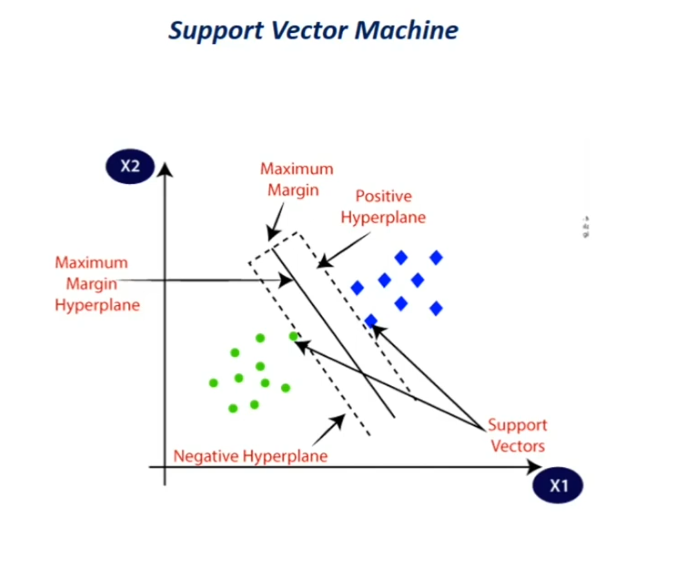 Support Vector Machine
X2
Maximum
Margin
Positive
Hyperplane
Maximum
Margin
Hyperplane
Support
Vectors
Negative Hyperplane
X1